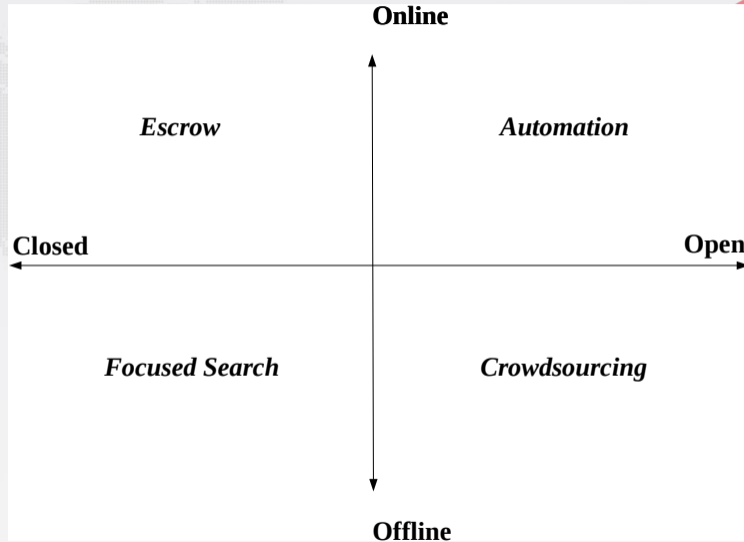 Online
Escrow
Automation
Closed
Open
Focused Search
Crowdsourcing
Offline